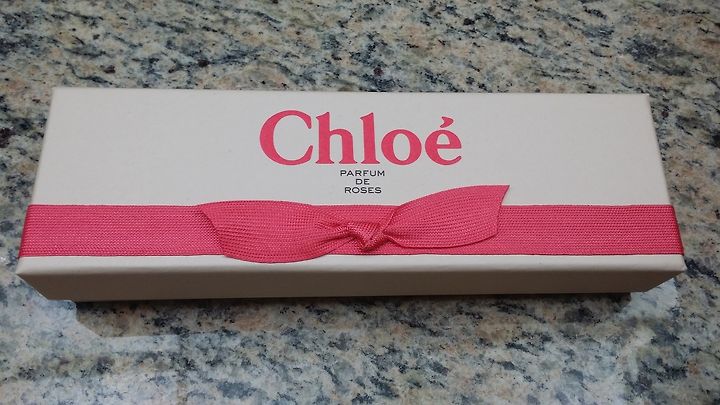 Chloé
PARFUM
DE
ROSES